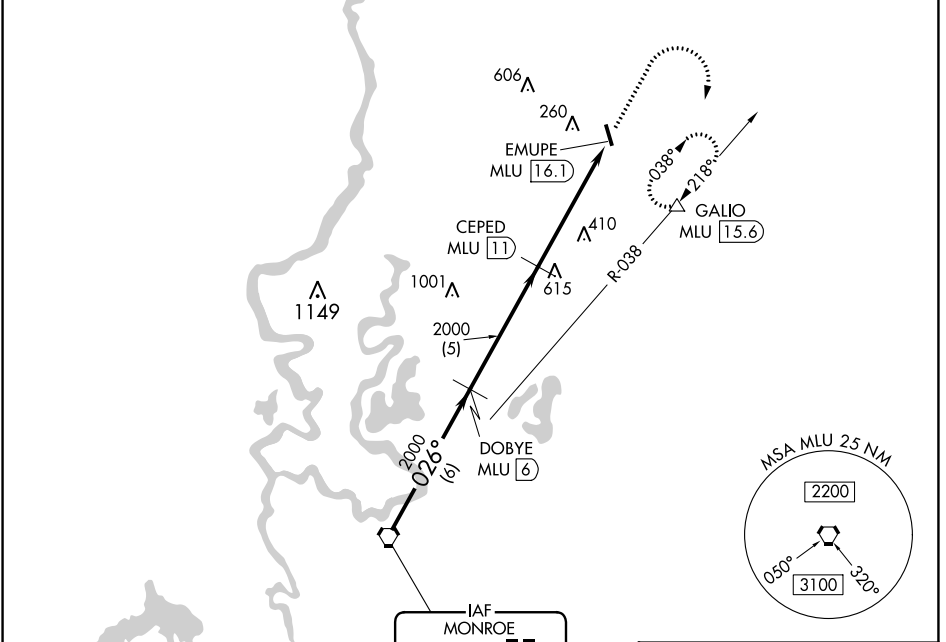 606
260
EMUPE
MLU 16.1
038°
218°
GALIO
MLU 15.6
CEPED
MLU 11
410
R-038
615
1001
1149
2000
(5)
DOBYE
MLU 6
2000
026°
(6)
MSA MLU 25 NM
2200
050°
3100
320°
IAF
MONROE